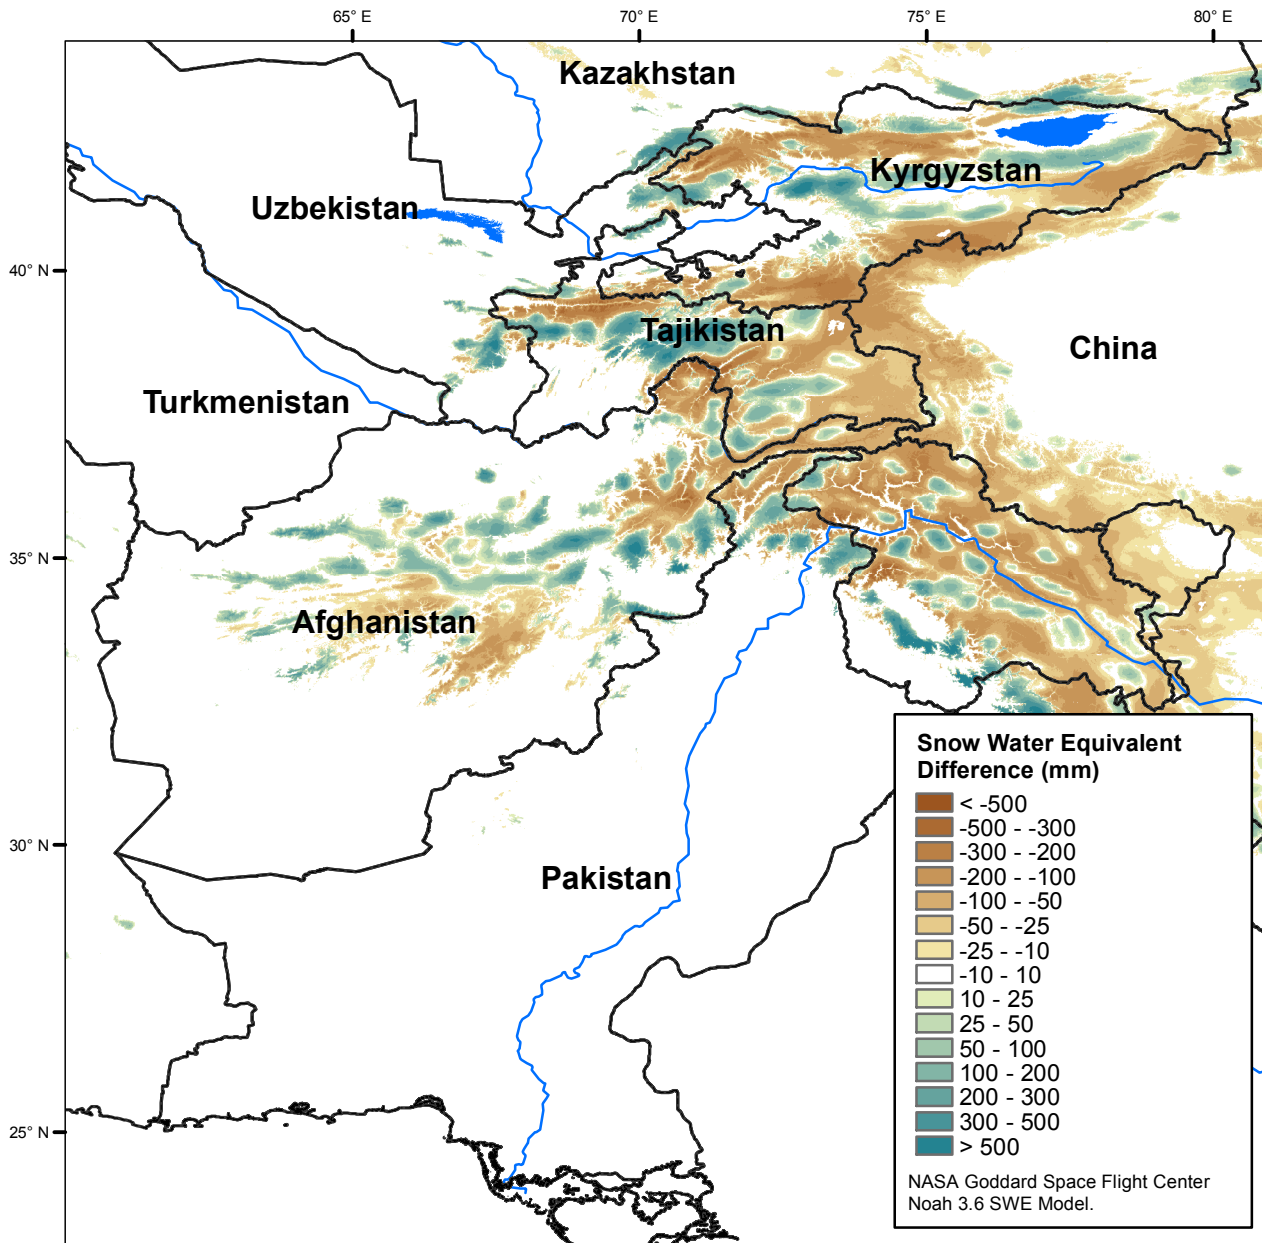 65° E
70° E
75° E
80° E
Kazakhstan
Kyrgyzstan
Uzbekistan
40° N
Tajikistan
China
Turkmenistan
35° N
Afghanistan
30° N
Pakistan
25° N
Snow Water Equivalent
Difference (mm)
< -500
-500 - -300
-300 - -200
-200 - -100
-100 - -50
-50 - -25
-25 - -10
-10 - 10
10 - 25
25 - 50
50 - 100
100 - 200
200 - 300
300 - 500
> 500
NASA Goddard Space Flight Center
Noah 3.6 SWE Model.